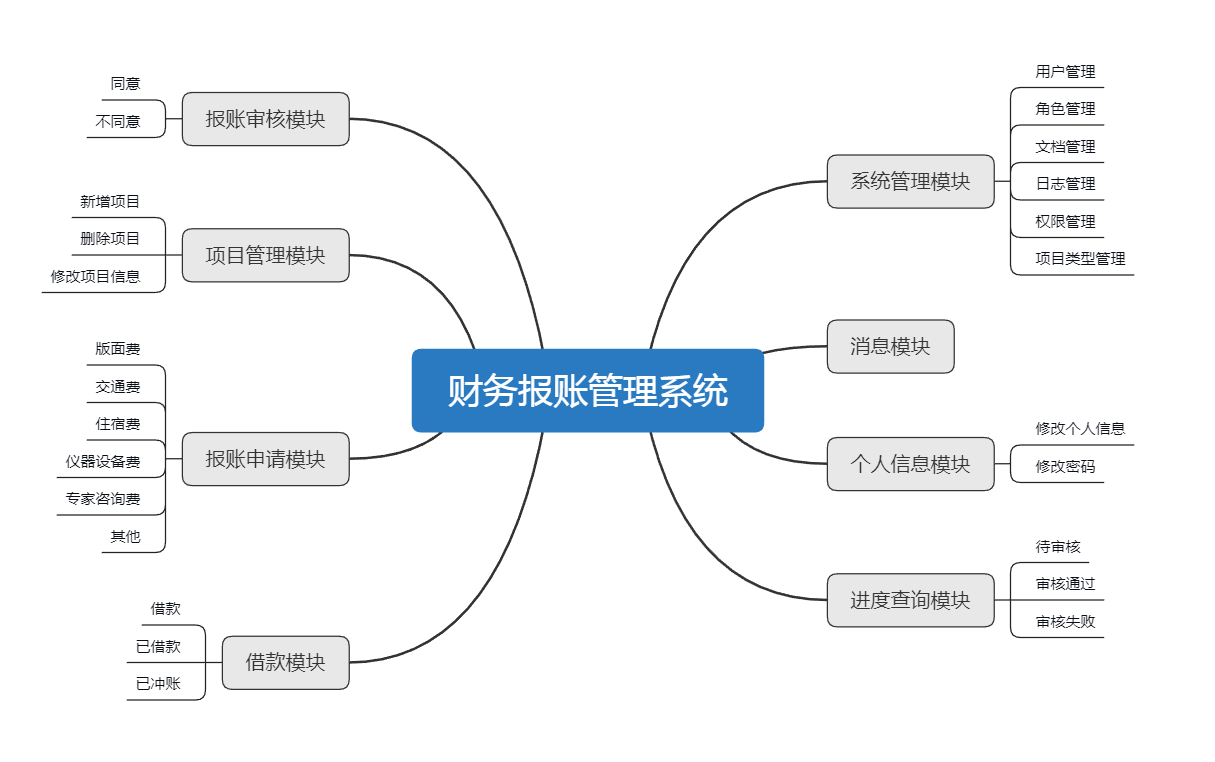 财务报账管理系统
报账审核模块
同意
不同意
项目管理模块
新增项目
删除项目
修改项目信息
报账申请模块
版面费
交通费
住宿费
仪器设备费
专家咨询费
其他
借款模块
借款
已借款
已冲账
系统管理模块
用户管理
角色管理
文档管理
日志管理
权限管理
项目类型管理
消息模块
个人信息模块
修改个人信息
修改密码
进度查询模块
待审核
审核通过
审核失败